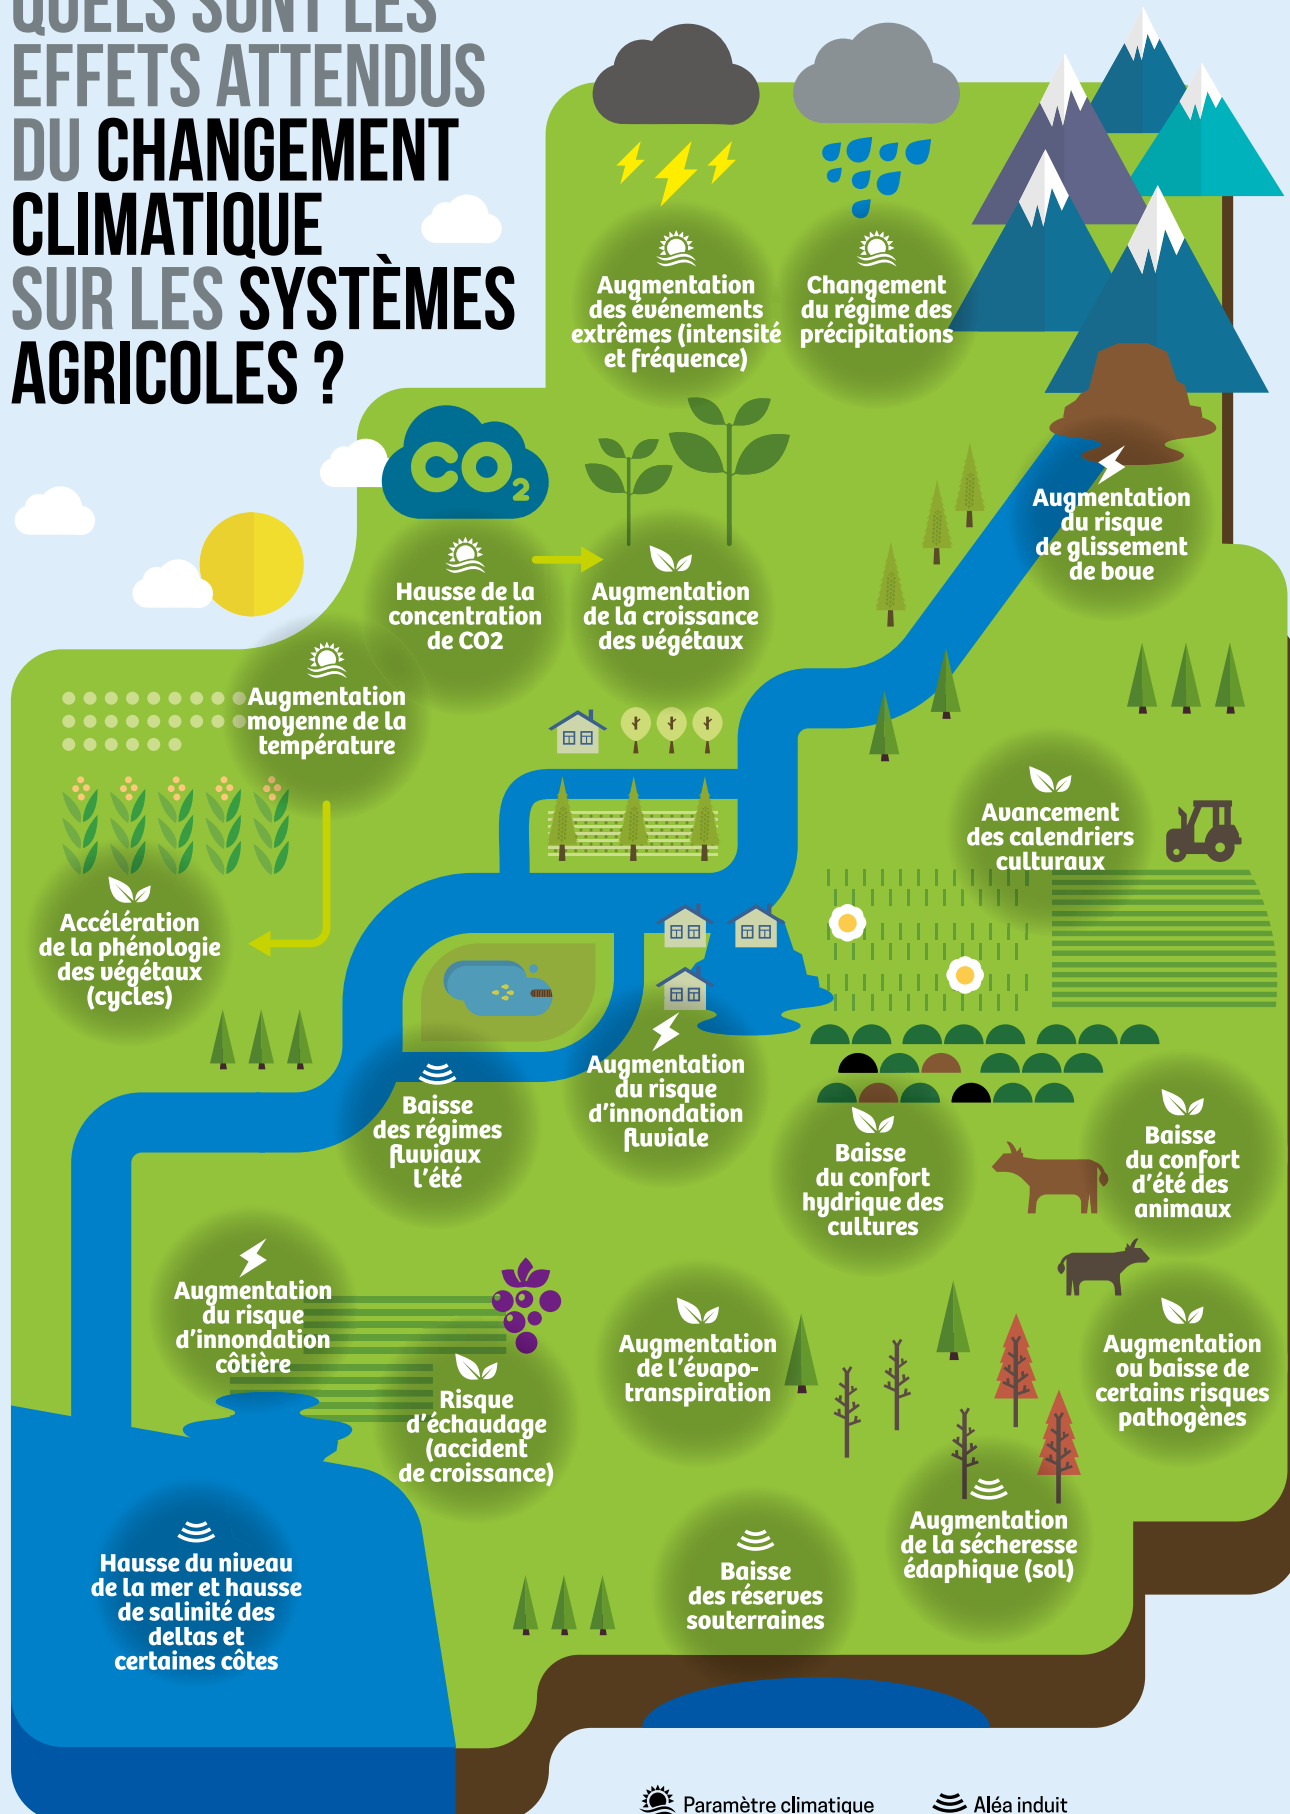 QUELS SONT LES
EFFETS ATTENDUS
DU CHANGEMENT
CLIMATIQUE
SUR LES SYSTÈMES
AGRICOLES ?
Augmentation
des événements
extrêmes (intensité
et fréquence)
Changement
du régime des
précipitations
CO2
Augmentation
du risque
de glissement
de boue
Hausse de la
concentration
de CO2
Augmentation
de la croissance
des végétaux
Augmentation
moyenne de la
température
Avancement
des calendriers
culturaux
Accélération
de la phénologie
des végétaux
(cycles)
Baisse
des régimes
fluviaux
l'été
Augmentation
du risque
d'innondation
fluviale
Baisse
du confort
hydrique des
cultures
Baisse
du confort
d'été des
animaux
Augmentation
du risque
d'innondation
côtière
Risque
d'échaudage
(accident
de croissance)
Augmentation
de l'évapo-
transpiration
Augmentation
ou baisse de
certains risques
pathogènes
Augmentation
de la sécheresse
édaphique (sol)
Hausse du niveau
de la mer et hausse
de salinité des
deltas et
certaines côtes
Baisse
des réserves
souterraines
Paramètre climatique
Aléa induit